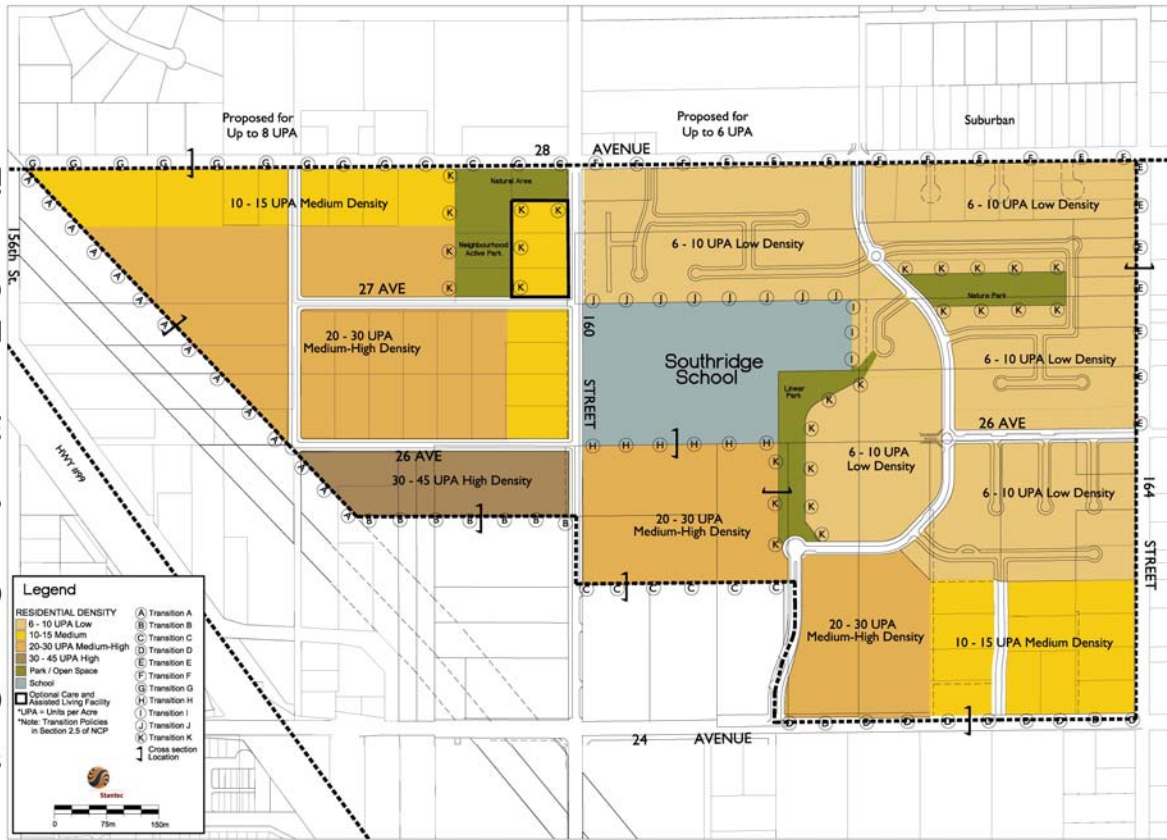 Proposed for
Up to 8 UPA
Proposed for
Up to 6 UPA
Suburban
28 AVENUE
Natural Area
10 - 15 UPA Medium Density
6 - 10 UPA Low Density
6 - 10 UPA Low Density
Neighbourhood
Active Park
156th St.
27 AVE
Nature Park
160 STREET
20 - 30 UPA
Medium-High Density
Southridge
School
6 - 10 UPA Low Density
Linear
Park
26 AVE
26 AVE
6 - 10 UPA
Low Density
HWY #99
30 - 45 UPA High Density
6 - 10 UPA Low Density
164 STREET
20 - 30 UPA
Medium-High Density
20 - 30 UPA
Medium-High Density
10 - 15 UPA Medium Density
24 AVENUE
Legend
RESIDENTIAL DENSITY
6 - 10 UPA Low
10-15 Medium
20-30 UPA Medium-High
30 - 45 UPA High
Park / Open Space
School
Optional Care and
Assisted Living Facility
*UPA = Units per Acre
*Note: Transition Policies
in Section 2.5 of NCP
A Transition A
B Transition B
C Transition C
D Transition D
E Transition E
F Transition F
G Transition G
H Transition H
I Transition I
J Transition J
K Transition K
Cross section
Location
Stantec
0 75m 150m